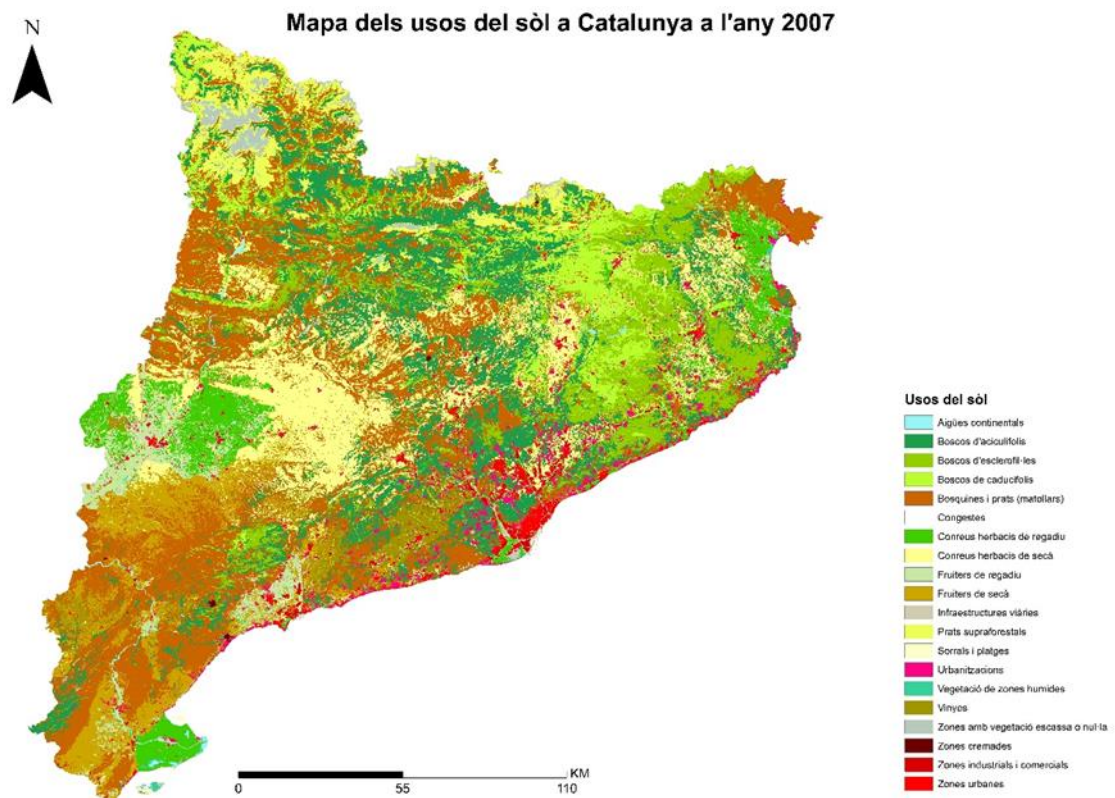 Mapa dels usos del sòl a Catalunya a l'any 2007
N
Usos del sòl
Aigües continentals
Boscos d'aciculifolis
Boscos d'esclerofil·les
Boscos de caducifolis
Bosquines i prats (matollars)
Congestes
Conreus herbacis de regadiu
Conreus herbacis de secà
Fruiters de regadiu
Fruiters de secà
Infraestructures viàries
Prats supraforestals
Sorrals i platges
Urbanitzacions
Vegetació de zones humides
Vinyes
Zones amb vegetació escassa o nul·la
Zones cremades
Zones industrials i comercials
Zones urbanes
KM
0 55 110